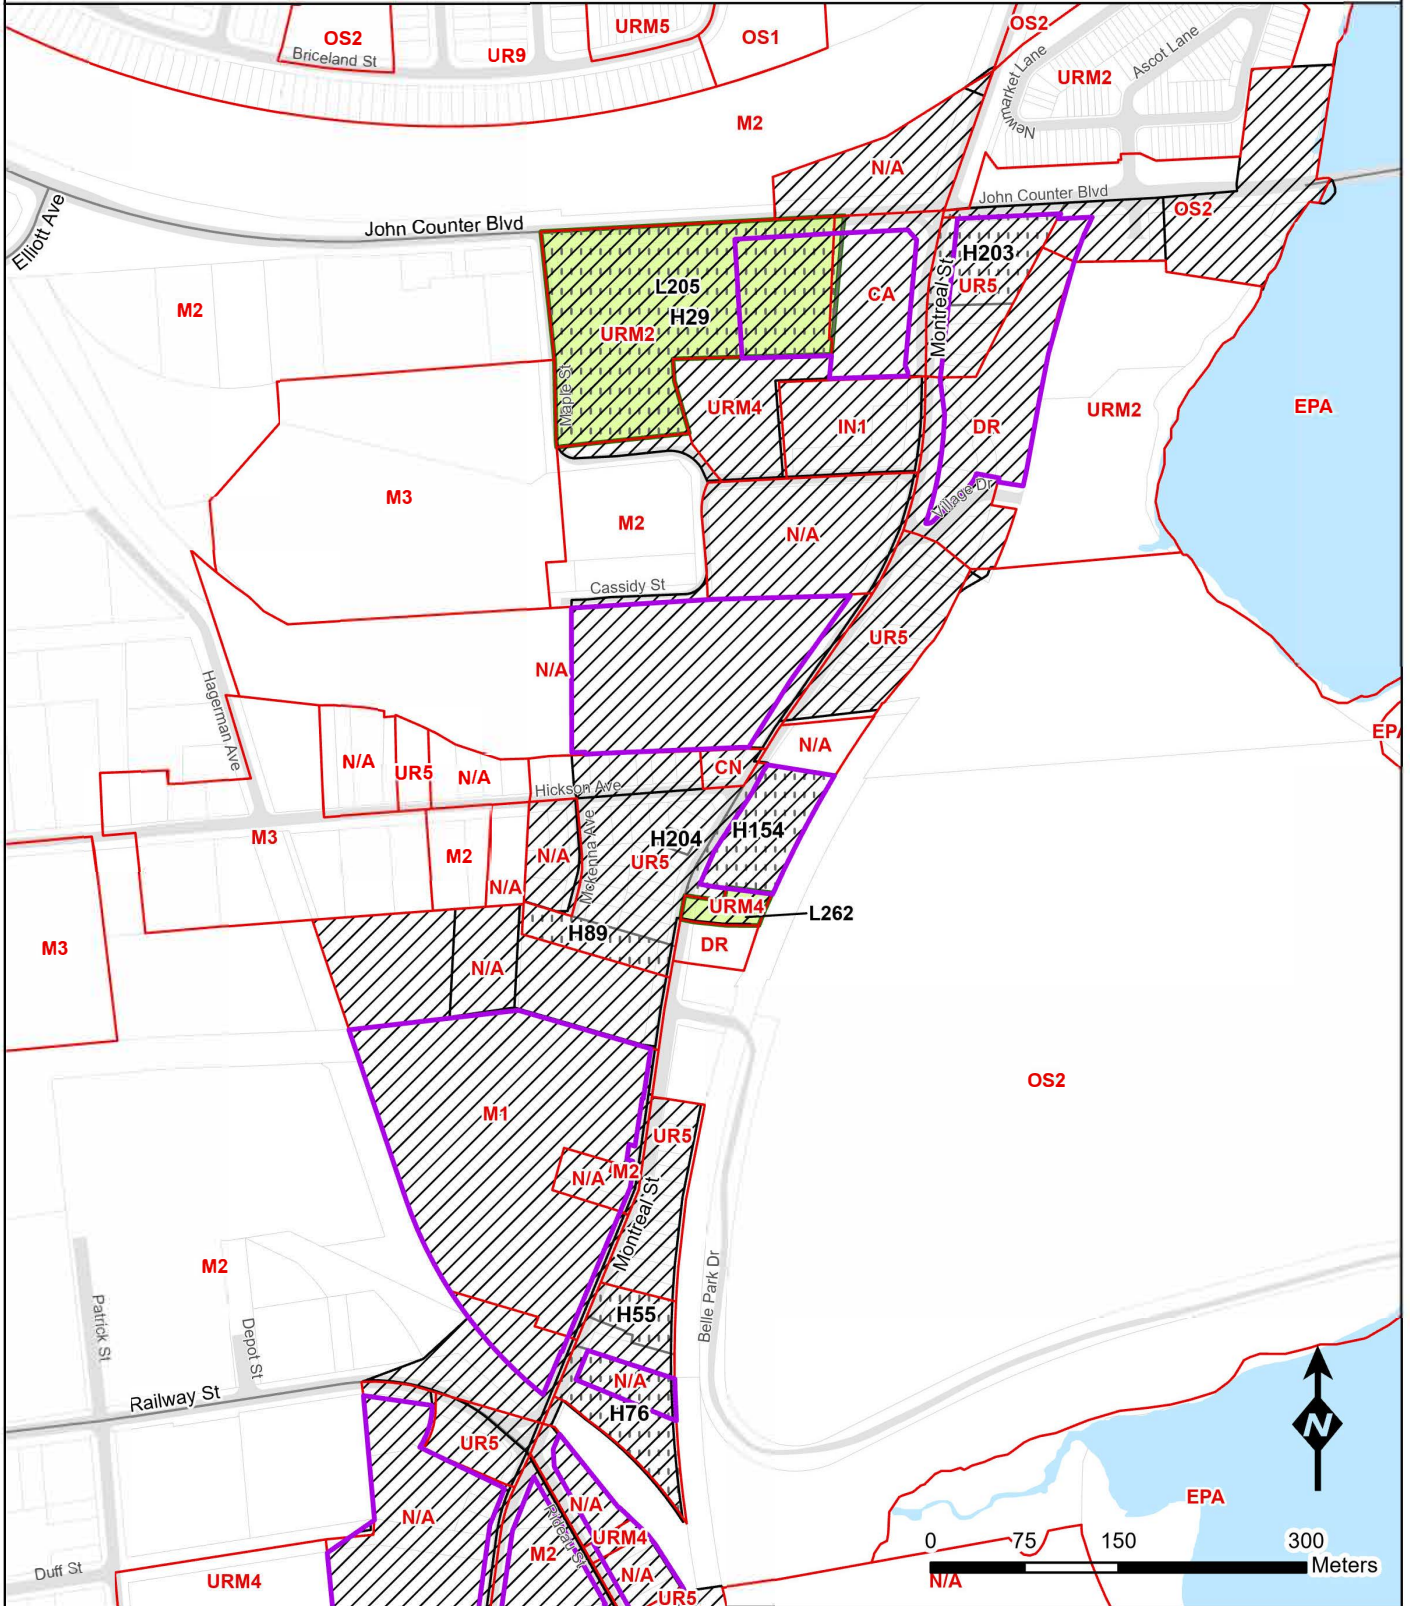 OS2
Briceland St
UR9
URM5
OS1
OS2
Newmarket Lane
URM2
Ascot Lane
M2
N/A
Elliott Ave
John Counter Blvd
John Counter Blvd
OS2
M2
L205
H29
URM2
CA
Montreal St
H203
UR5
Maple St
URM4
IN1
DR
URM2
EPA
M3
M2
N/A
Village Dr
Cassidy St
UR5
N/A
Hagerman Ave
N/A
EPA
N/A
UR5
N/A
CN
Hickson Ave
M3
M2
N/A
N/A
Mckenna Ave
H204
UR5
H154
URM4
L262
M3
H89
DR
N/A
OS2
M1
UR5
N/A
M2
Montreal St
M2
Belle Park Dr
Patrick St
Depot St
H55
N/A
Railway St
H76
N
UR5
N/A
N/A
Rideau St
URM4
M2
N/A
UR5
EPA
Duff St
URM4
0 75 150 300
Meters
N/A